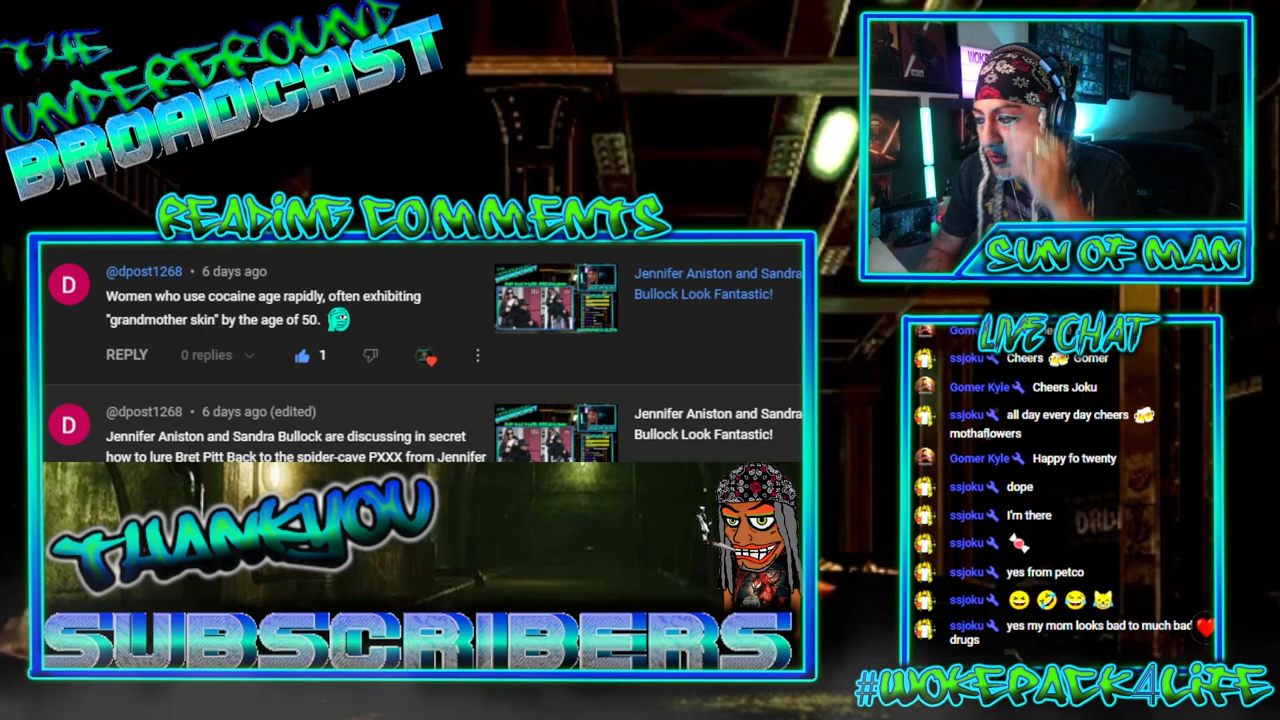 THE
UNDERGROUND
BROADCAST
READING COMMENTS
@dpost1268 • 6 days ago
Women who use cocaine age rapidly, often exhibiting
"grandmother skin" by the age of 50.
REPLY 0 replies 1
Jennifer Aniston and Sandra
Bullock Look Fantastic!
D
@dpost1268 • 6 days ago (edited)
Jennifer Aniston and Sandra Bullock are discussing in secret
how to lure Bret Pitt Back to the spider-cave PXXX from Jennifer
Jennifer Aniston and Sandra
Bullock Look Fantastic!
D
THANKYOU
SUBSCRIBERS
SUN OF MAN
LIVE CHAT
ssjoku Cheers 🍻 Gomer
Gomer Kyle Cheers Joku
ssjoku all day every day cheers 🍻
mothaflowers
Gomer Kyle Happy fo twenty
ssjoku dope
ssjoku I'm there
ssjoku 🍬
ssjoku yes from petco
ssjoku 😆 🤣 😂 😹
ssjoku yes my mom looks bad to much bad
drugs
#WOKEPACK4LIFE